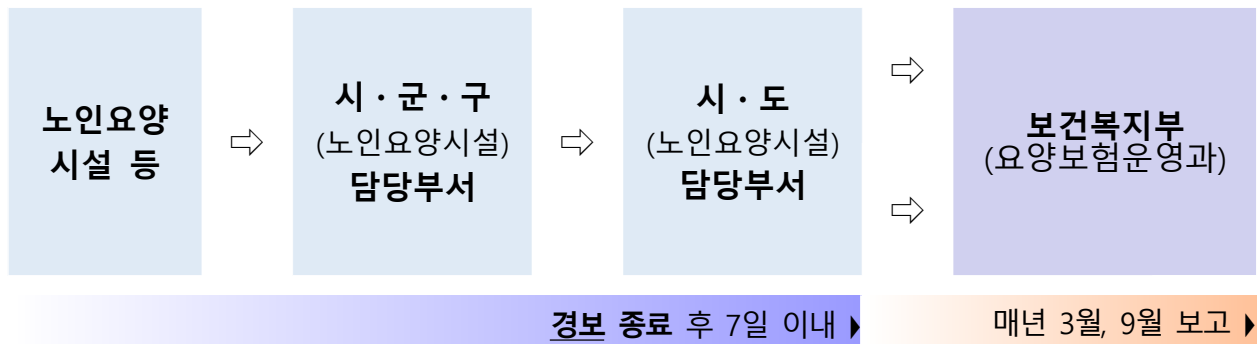 노인요양
시설 등
⇨
시·군·구
(노인요양시설)
담당부서
⇨
시·도
(노인요양시설)
담당부서
⇨
⇨
보건복지부
(요양보험운영과)
경보 종료 후 7일 이내
매년 3월, 9월 보고